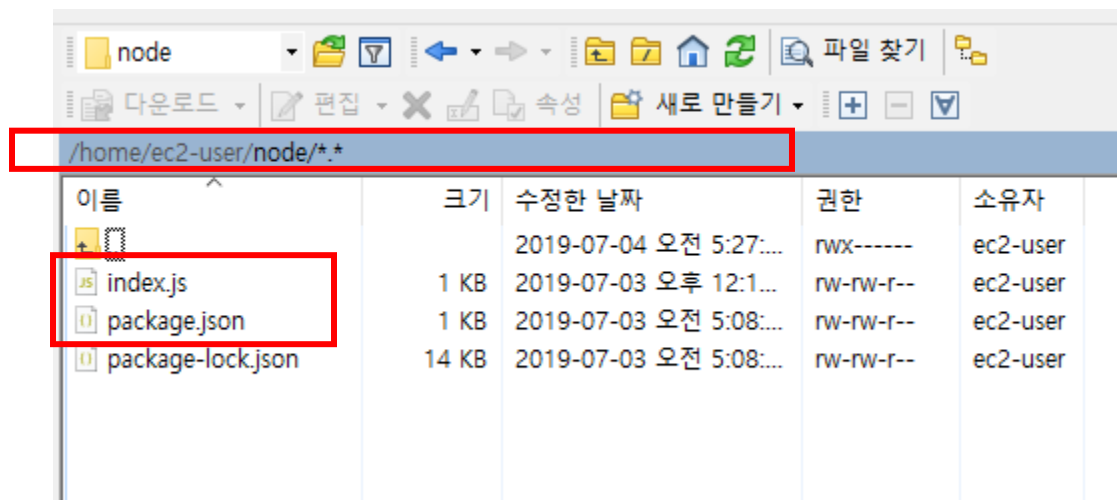 node 파일 찾기
다운로드 편집 속성 새로 만들기
/home/ec2-user/node/*.*
이름 크기 수정한 날짜 권한 소유자
2019-07-04 오전 5:27:... rwx------ ec2-user
index.js 1 KB 2019-07-03 오후 12:1... rw-rw-r-- ec2-user
package.json 1 KB 2019-07-03 오전 5:08:... rw-rw-r-- ec2-user
package-lock.json 14 KB 2019-07-03 오전 5:08:... rw-rw-r-- ec2-user